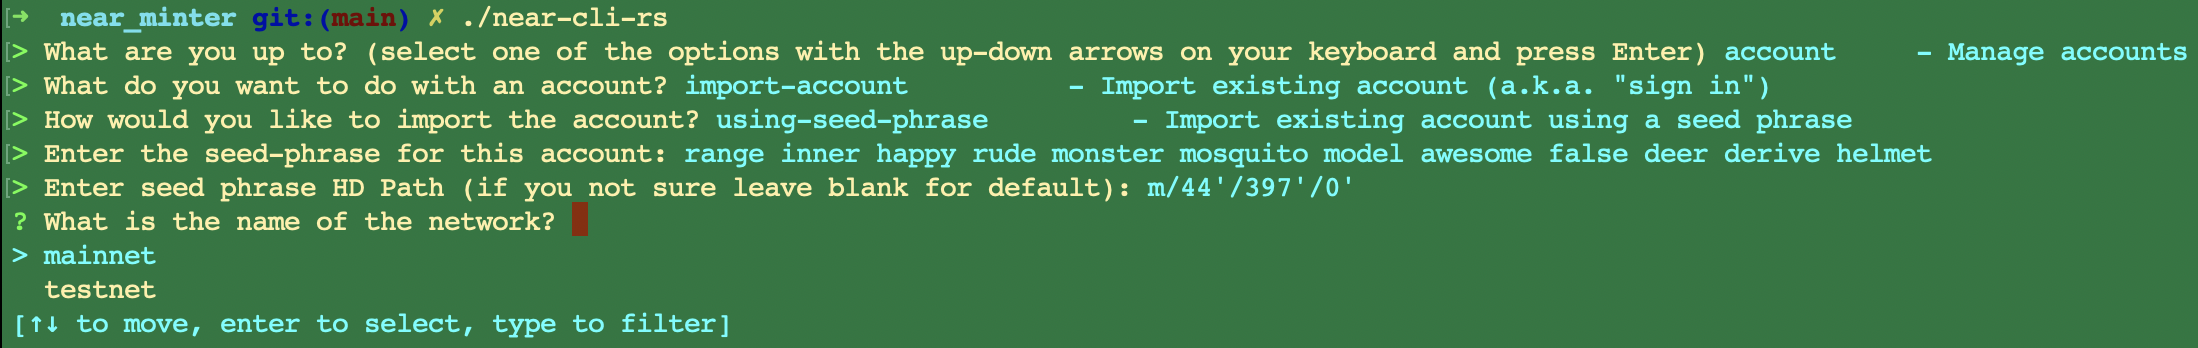 ➜ near_minter git:(main) ✗ ./near-cli-rs
> What are you up to? (select one of the options with the up-down arrows on your keyboard and press Enter) account - Manage accounts
> What do you want to do with an account? import-account - Import existing account (a.k.a. "sign in")
> How would you like to import the account? using-seed-phrase - Import existing account using a seed phrase
> Enter the seed-phrase for this account: range inner happy rude monster mosquito model awesome false deer derive helmet
> Enter seed phrase HD Path (if you not sure leave blank for default): m/44'/397'/0'
? What is the name of the network?
> mainnet
testnet
[↑↓ to move, enter to select, type to filter]